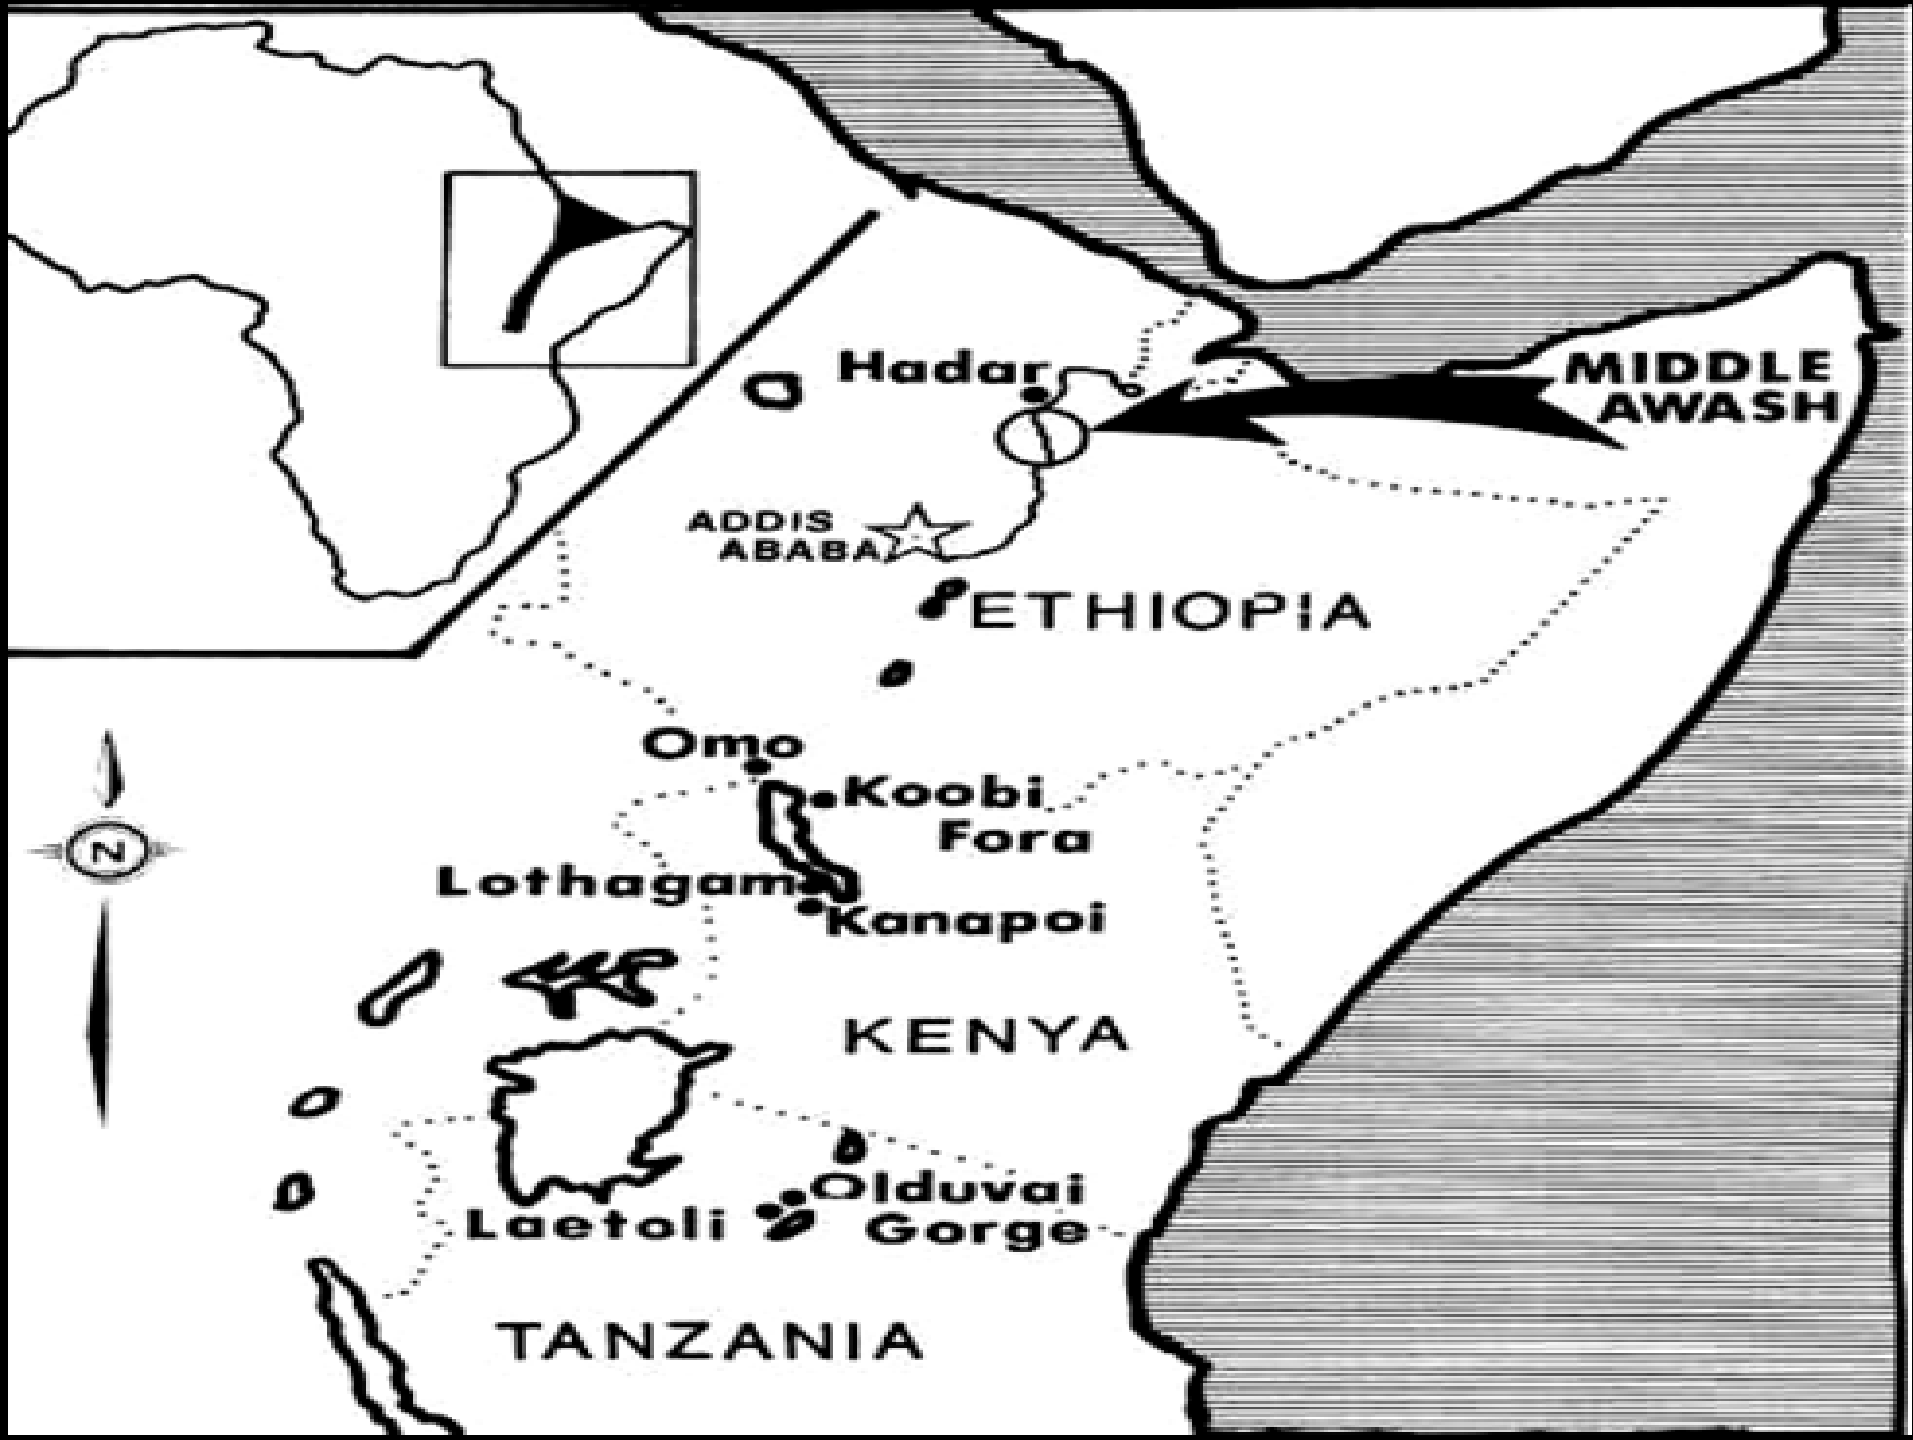 Hadar
MIDDLE
AWASH
ADDIS
ABABA
ETHIOPIA
Omo
Koobi
Fora
N
Lothagam
Kanapoi
KENYA
Olduvai
Gorge
Laetoli
TANZANIA